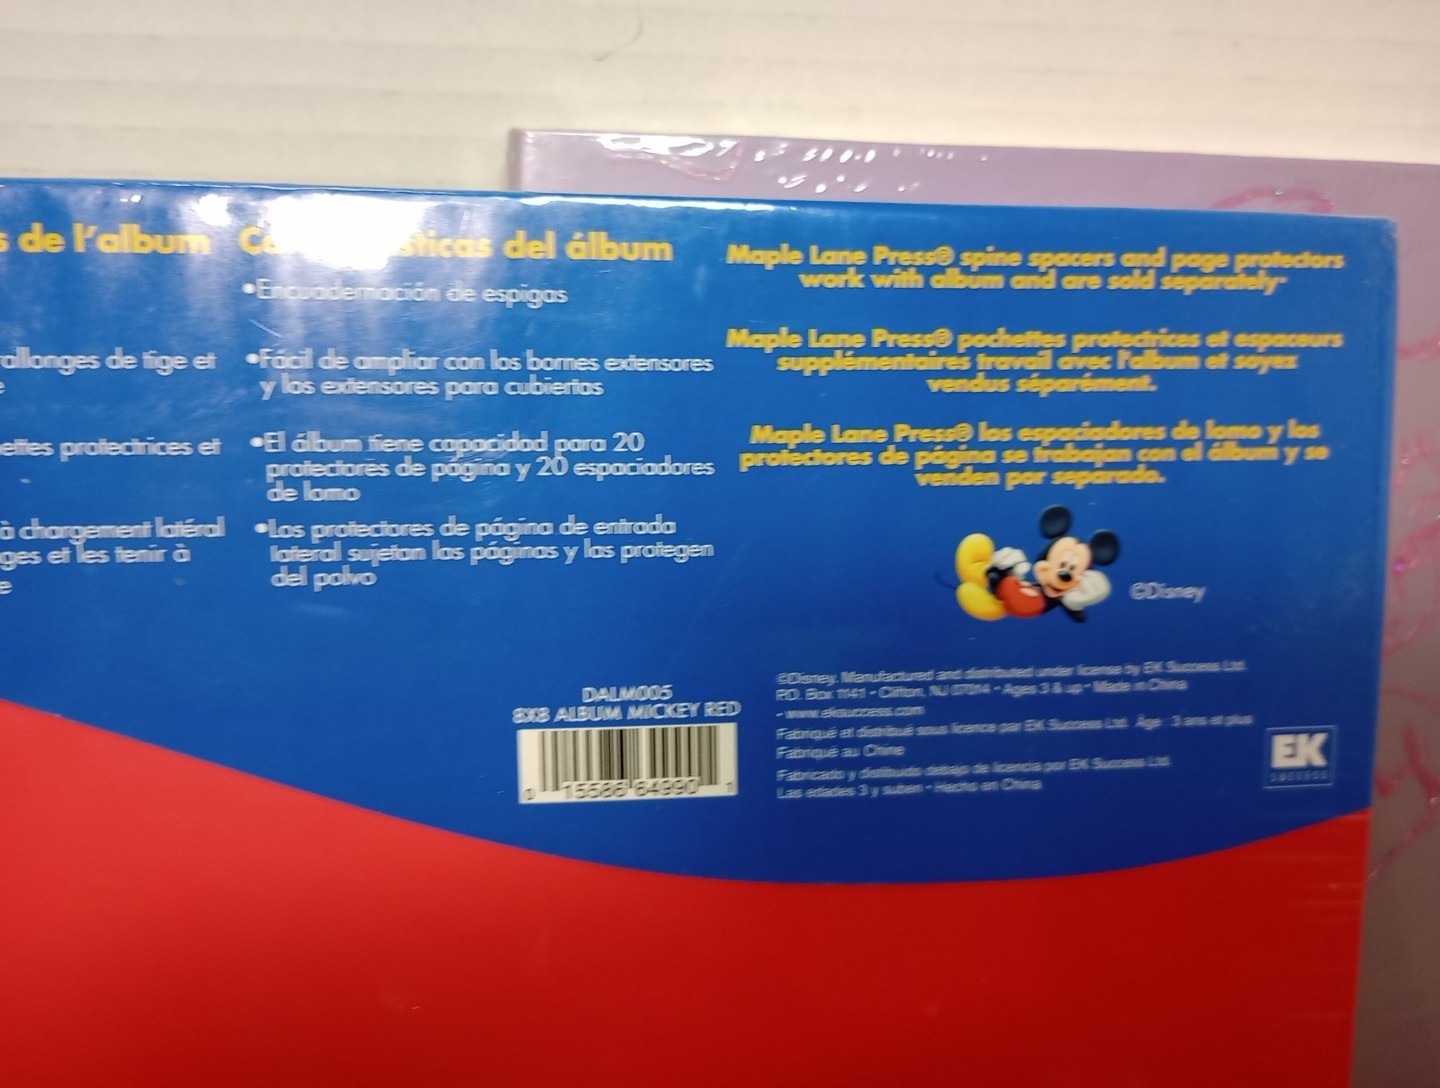 s de l'album
allonges de tige et
e
ettes protectrices et
à chargement latéral
ges et les tenir à
e
del álbum
•Encuadernación de espigas
•Fácil de ampliar con los bornes extensores
y los extensores para cubiertas
•El álbum tiene capacidad para 20
protectores de página y 20 espaciadores
de lomo
•Los protectores de página de entrada
lateral sujetan las páginas y las protegen
del polvo
Maple Lane Press® spine spacers and page protectors
work with album and are sold separately.
Maple Lane Press® pochettes protectrices et espaceurs
supplémentaires travail avec l'album et soyez
vendus séparément.
Maple Lane Press® los espaciadores de lomo y los
protectores de página se trabajan con el álbum y se
venden por separado.
©Disney
DALM005
8X8 ALBUM MICKEY RED
0 15586 64990 1
©Disney. Manufactured and distributed under license by EK Success Ltd.
P.O. Box 1141 • Clifton, NJ 07014 • Ages 3 & up • Made in China
• www.eksuccess.com
Fabriqué et distribué sous licence par EK Success Ltd. Âge : 3 ans et plus
Fabriqué au Chine
Fabricado y distibuido debajo de licencia por EK Success Ltd.
Las edades 3 y suben • Hecho en China
EK
SUCCESS